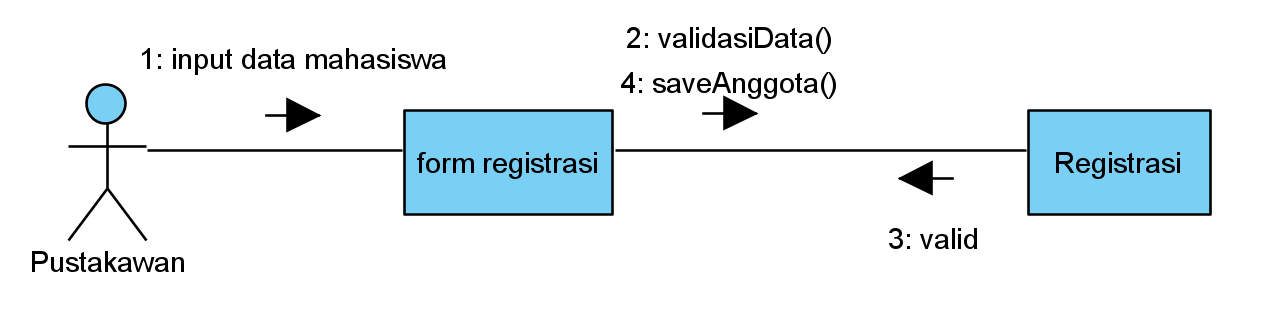 2: validasiData()
1: input data mahasiswa
4: saveAnggota()
form registrasi
Registrasi
3: valid
Pustakawan